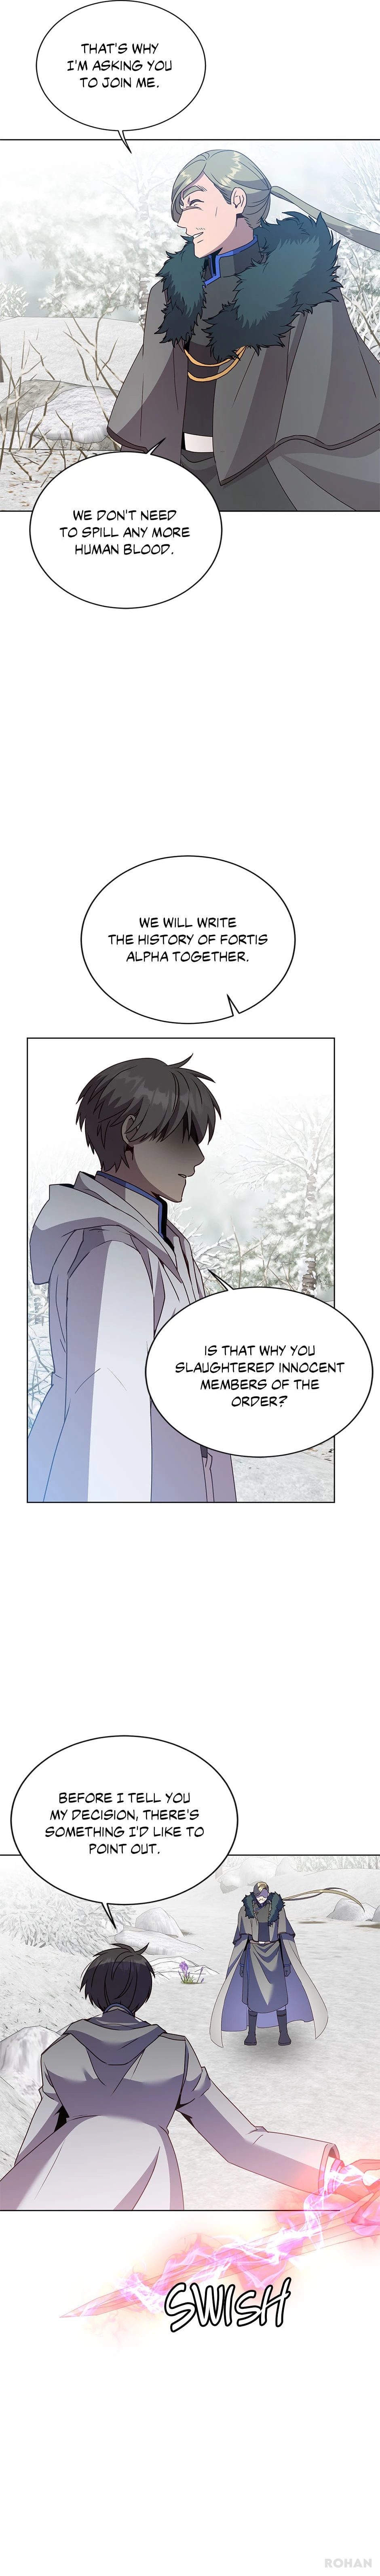 THAT'S WHY
I'M ASKING YOU
TO JOIN ME.
WE DON'T NEED
TO SPILL ANY MORE
HUMAN BLOOD.
WE WILL WRITE
THE HISTORY OF FORTIS
ALPHA TOGETHER.
IS THAT WHY YOU
SLAUGHTERED INNOCENT
MEMBERS OF THE
ORDER?
BEFORE I TELL YOU
MY DECISION, THERE'S
SOMETHING I'D LIKE TO
POINT OUT.
SWISH
ROHAN